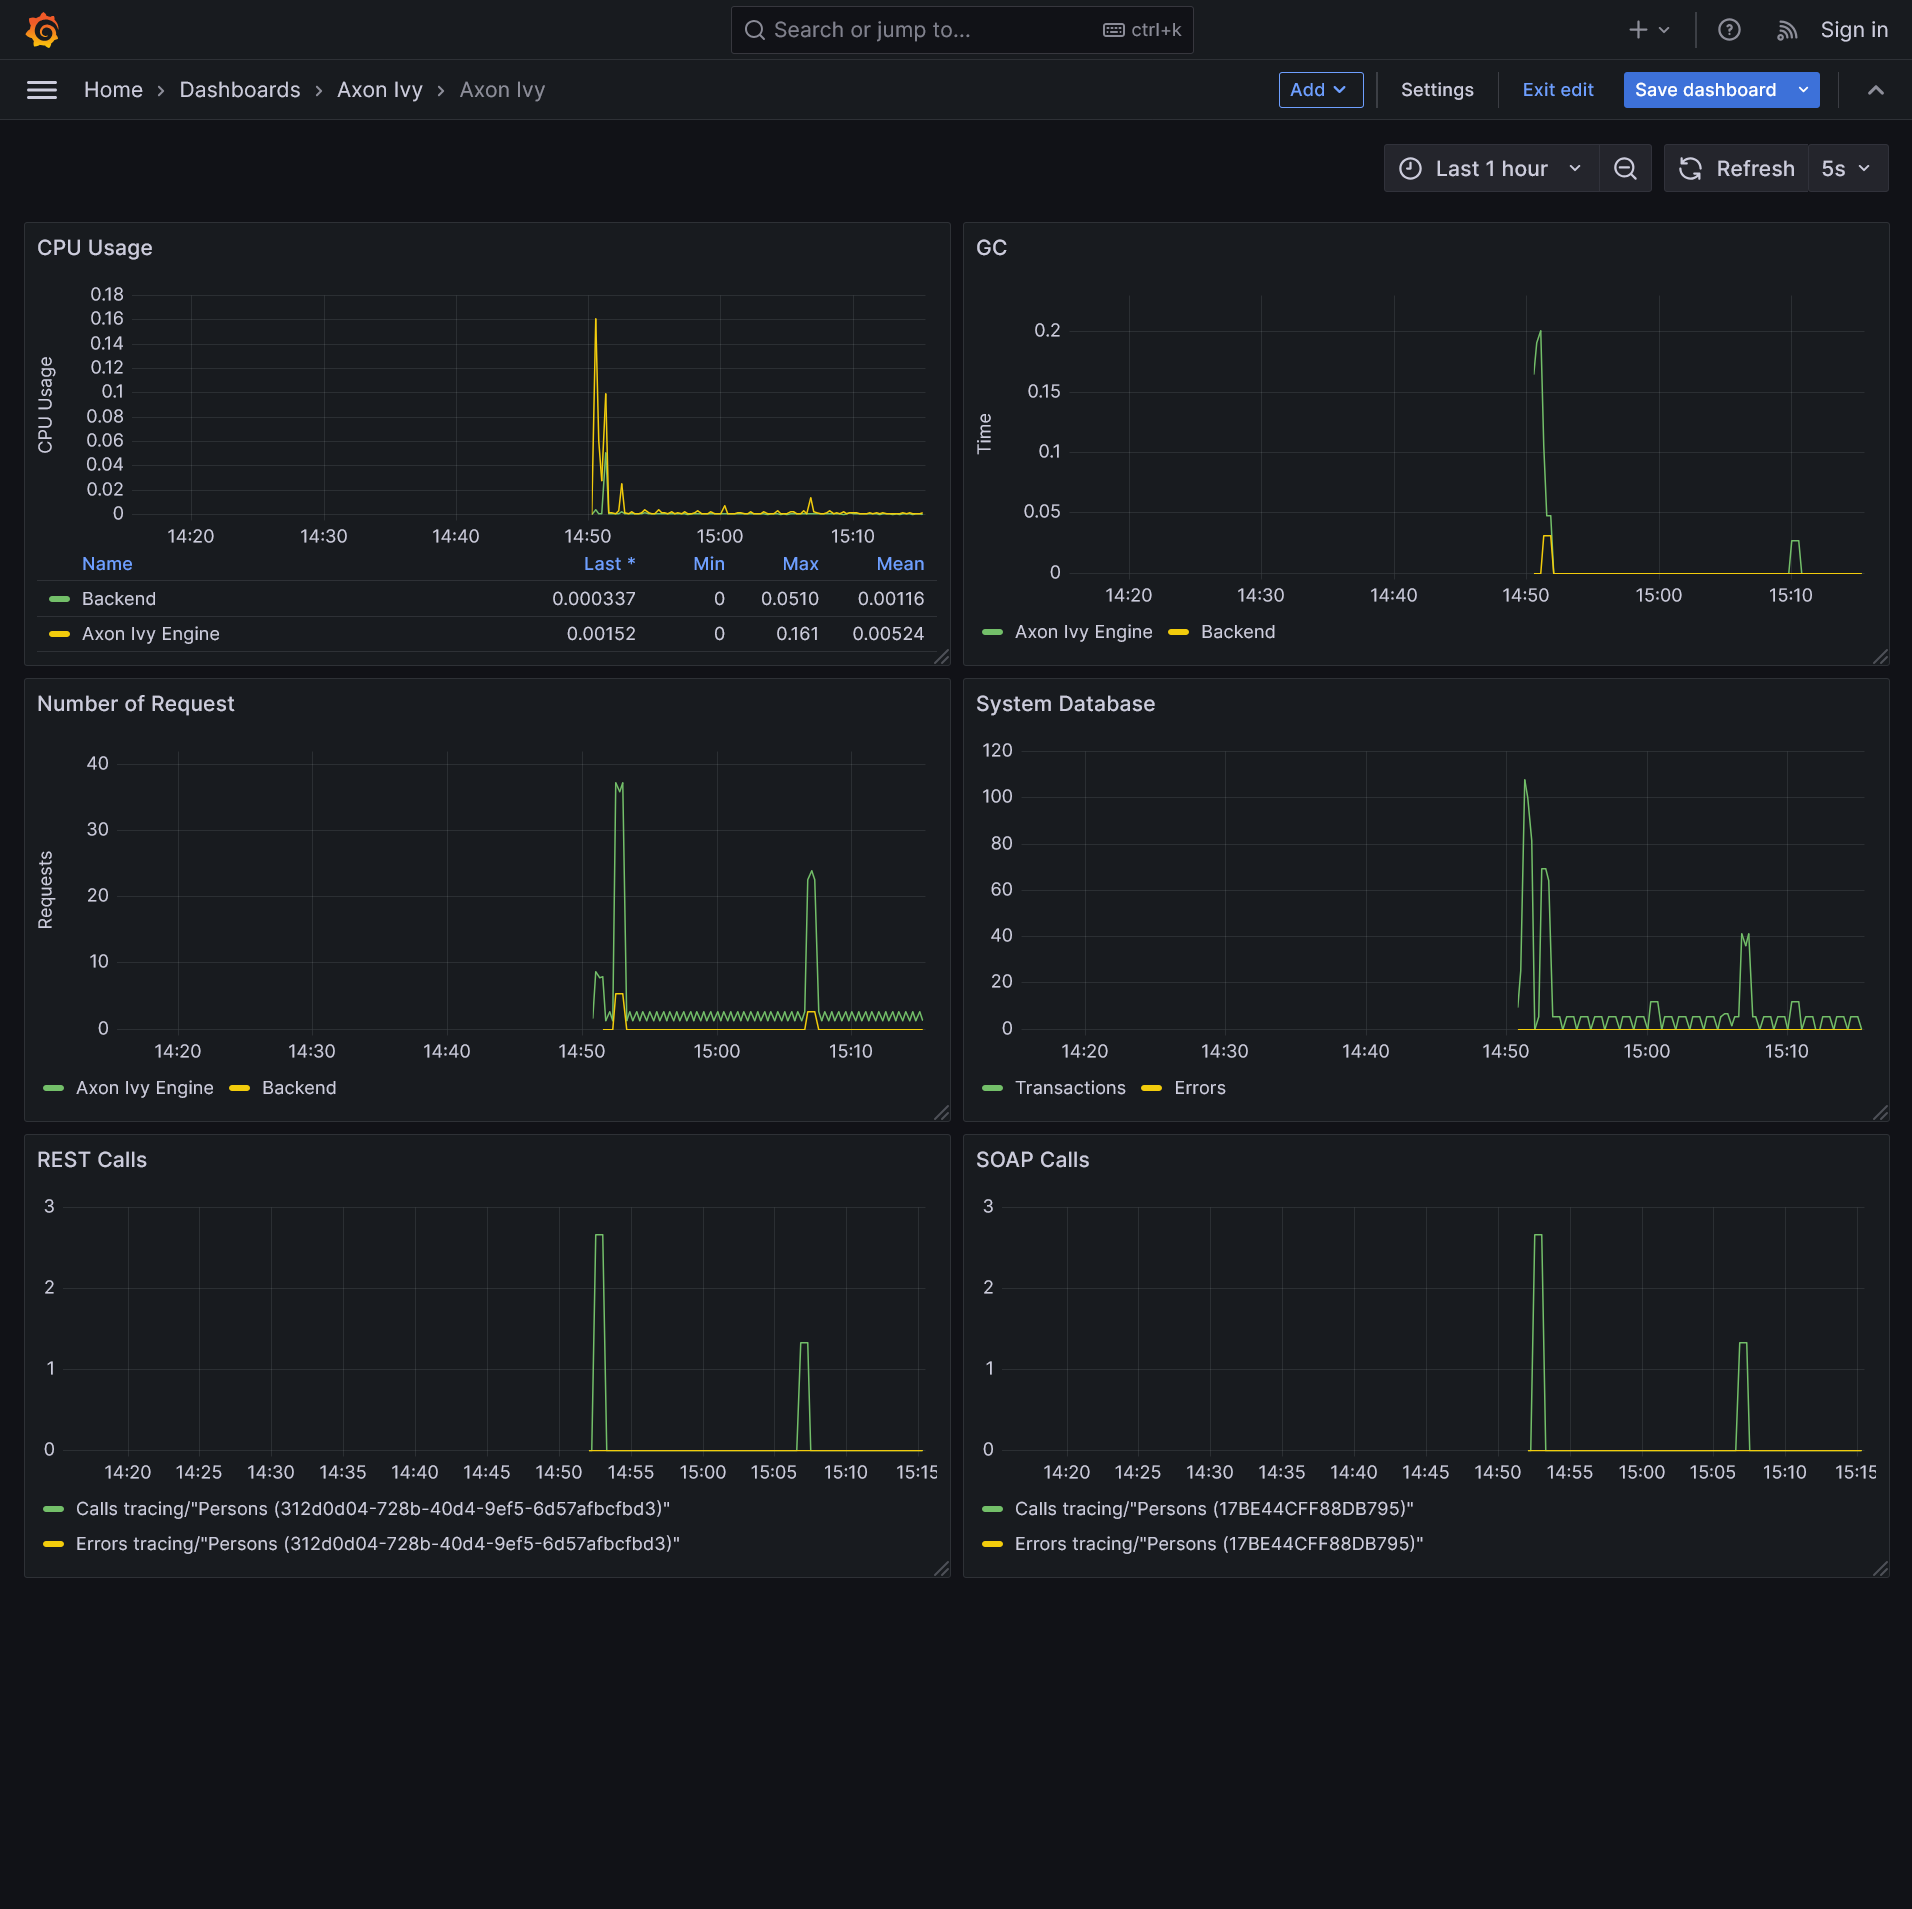 Search or jump to... ctrl+k Sign in
Home › Dashboards › Axon Ivy › Axon Ivy Add Settings Exit edit Save dashboard
Last 1 hour Refresh 5s
CPU Usage
CPU Usage
0.18
0.16
0.14
0.12
0.1
0.08
0.06
0.04
0.02
0
14:20 14:30 14:40 14:50 15:00 15:10
Name Last * Min Max Mean
Backend 0.000337 0 0.0510 0.00116
Axon Ivy Engine 0.00152 0 0.161 0.00524
GC
Time
0.2
0.15
0.1
0.05
0
14:20 14:30 14:40 14:50 15:00 15:10
Axon Ivy Engine Backend
Number of Request
Requests
40
30
20
10
0
14:20 14:30 14:40 14:50 15:00 15:10
Axon Ivy Engine Backend
System Database
120
100
80
60
40
20
0
14:20 14:30 14:40 14:50 15:00 15:10
Transactions Errors
REST Calls
3
2
1
0
14:20 14:25 14:30 14:35 14:40 14:45 14:50 14:55 15:00 15:05 15:10 15:15
Calls tracing/"Persons (312d0d04-728b-40d4-9ef5-6d57afbcfbd3)"
Errors tracing/"Persons (312d0d04-728b-40d4-9ef5-6d57afbcfbd3)"
SOAP Calls
3
2
1
0
14:20 14:25 14:30 14:35 14:40 14:45 14:50 14:55 15:00 15:05 15:10 15:15
Calls tracing/"Persons (17BE44CFF88DB795)"
Errors tracing/"Persons (17BE44CFF88DB795)"